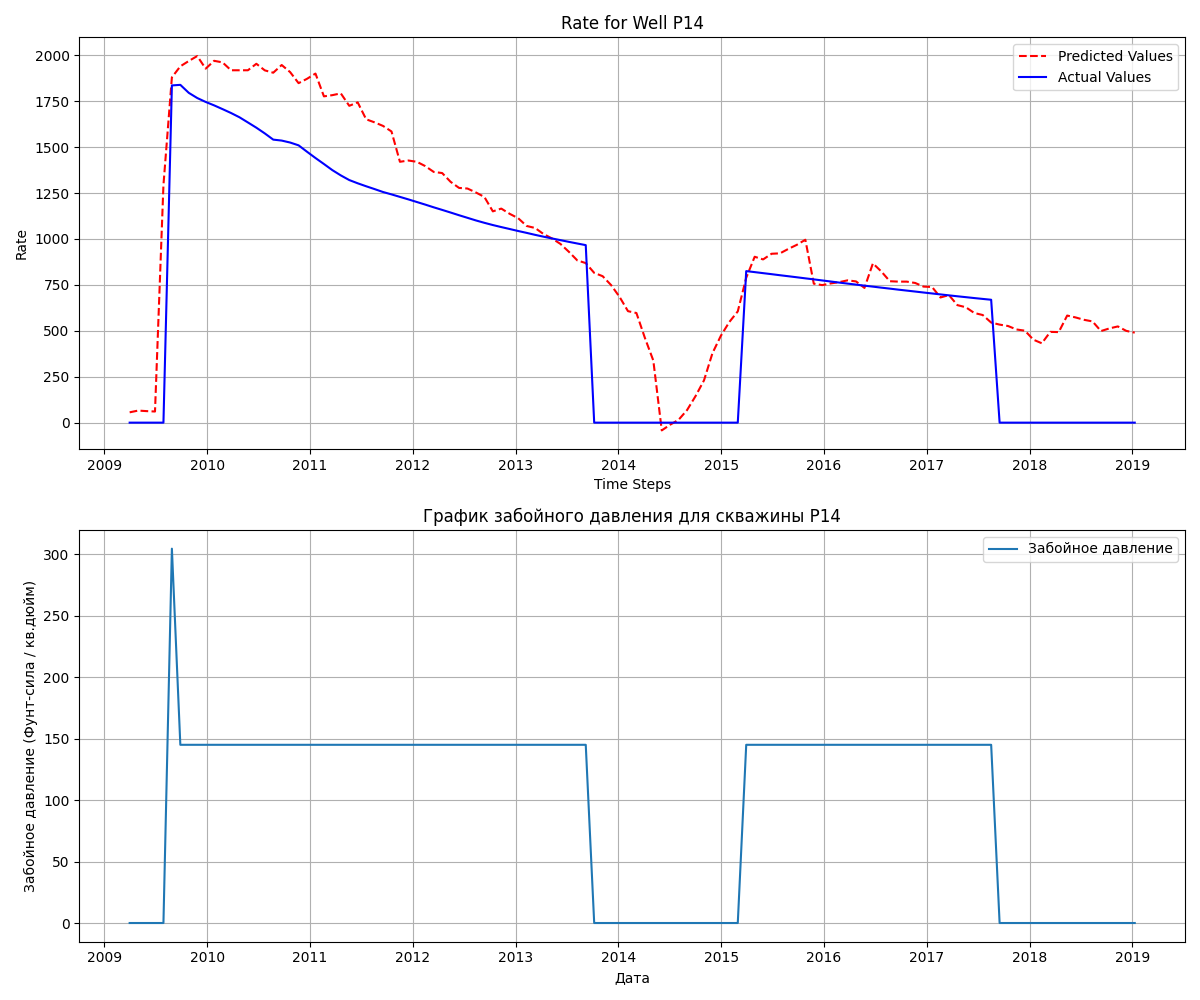 Rate for Well P14
Predicted Values
Actual Values
Rate
2000
1750
1500
1250
1000
750
500
250
0
2009 2010 2011 2012 2013 2014 2015 2016 2017 2018 2019
Time Steps
График забойного давления для скважины P14
Забойное давление
Забойное давление (Фунт-сила / кв.дюйм)
300
250
200
150
100
50
0
2009 2010 2011 2012 2013 2014 2015 2016 2017 2018 2019
Дата